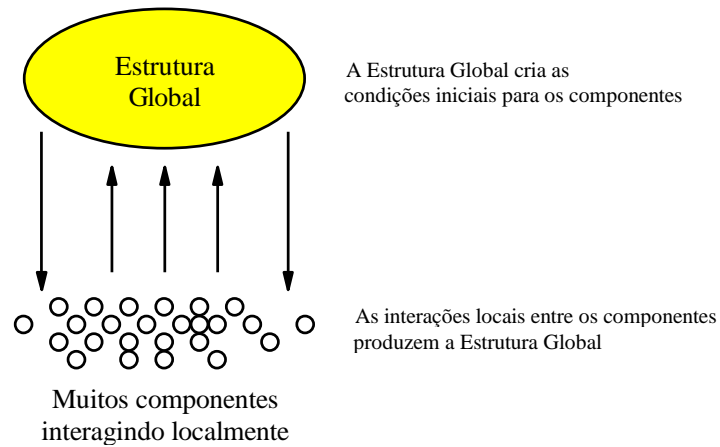 Estrutura
Global
A Estrutura Global cria as
condições iniciais para os componentes
As interações locais entre os componentes
produzem a Estrutura Global
Muitos componentes
interagindo localmente